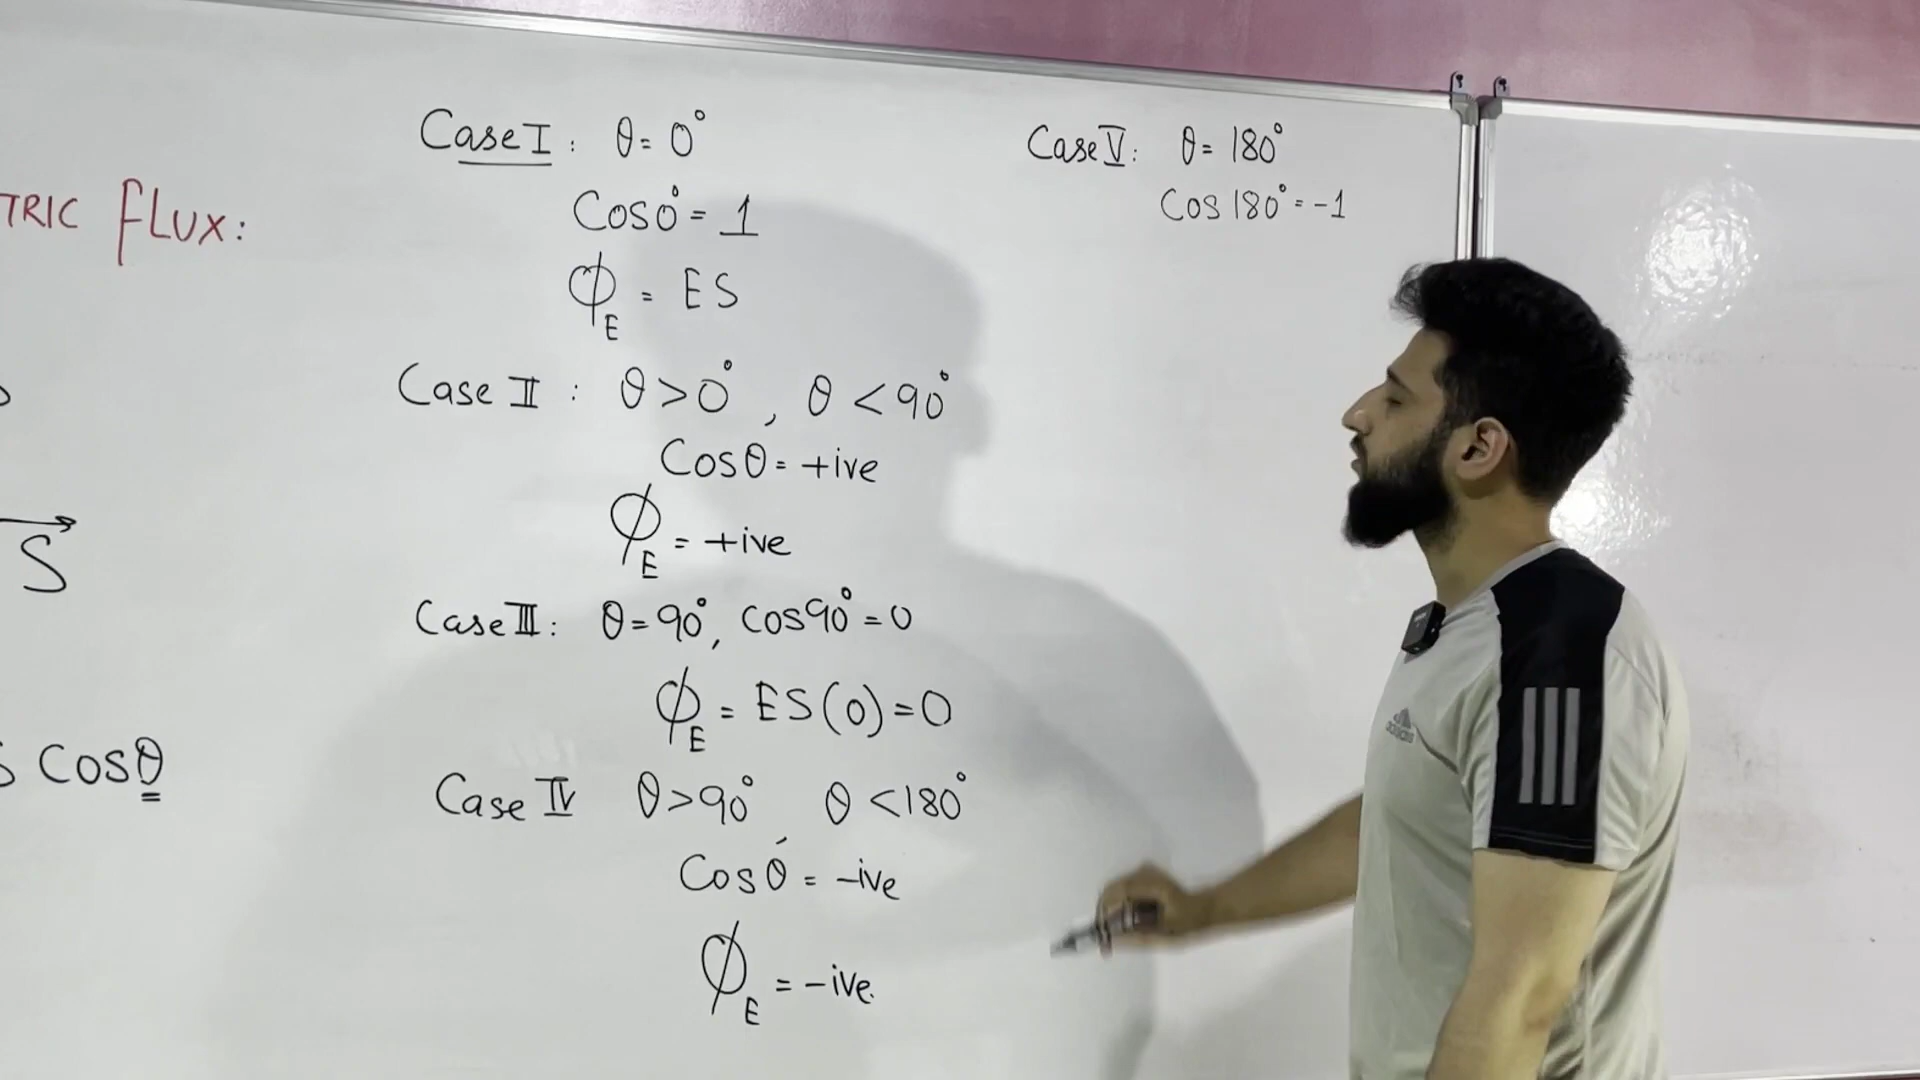 TRIC FLUX:
S
S Cosθ
Case I : θ = 0°
Cos0° = 1
ϕE = ES
Case II : θ > 0° , θ < 90°
Cosθ = +ive
ϕE = +ive
Case III : θ = 90°, Cos90° = 0
ϕE = ES(0) = 0
Case IV θ > 90° , θ < 180°
Cosθ = -ive
ϕE = -ive.
Case V : θ = 180°
Cos 180° = -1
adidas